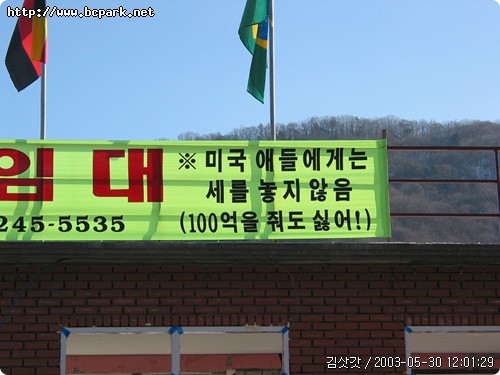 http://www.bcpark.net
임 대
245-5535
※ 미국 애들에게는
세를 놓지않음
(100억을 줘도 싫어!)
김삿갓 / 2003-05-30 12:01:29